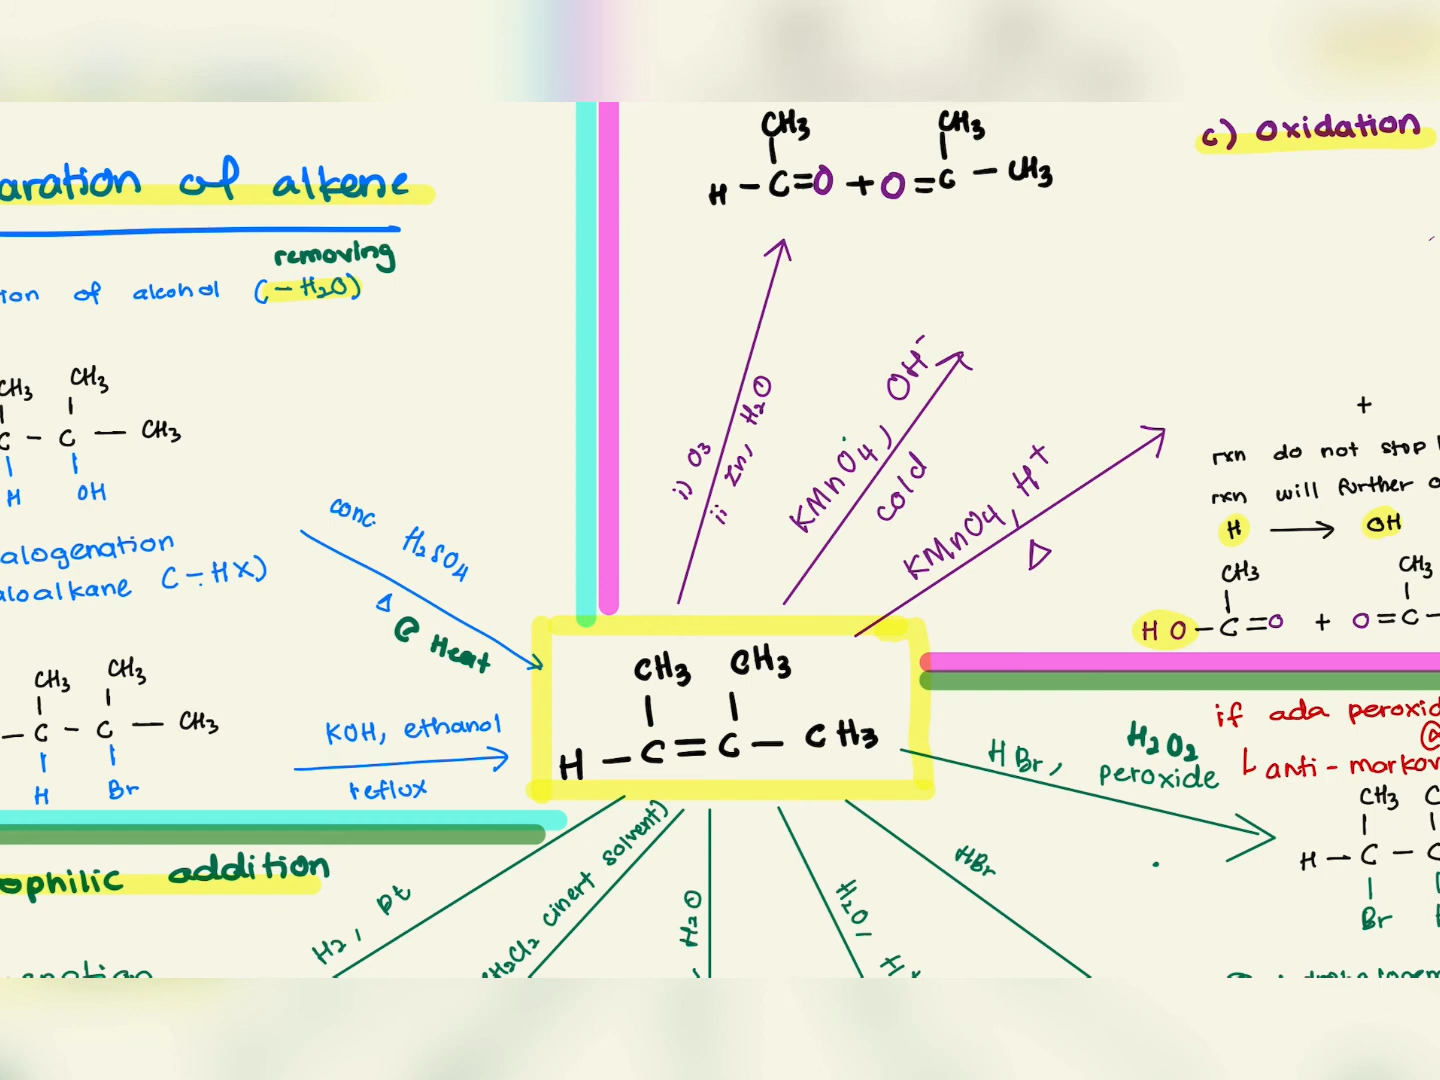 aration of alkene
removing
tion of alcohol (-H2O)
CH3 CH3
C - C - CH3
H OH
alogenation
aloalkane C-HX)
CH3 CH3
- C - C - CH3
H Br
conc. H2SO4
Δ @ Heat
KOH, ethanol
reflux
CH3 CH3
H - C=O + O=C - CH3
c) oxidation
i) O3
ii Zn, H2O
KMnO4, OH-
cold
KMnO4, H+
Δ
+
rxn do not stop
rxn will further
H → OH
CH3 CH3
HO-C=O + O=C-
CH3 CH3
H - C = C - CH3
if ada peroxid
anti-markov
HBr, H2O2
peroxide
CH3 C
H - C - C
Br
ophilic addition
H2, pt
CH2Cl2 cinert solvent)
H2O
H2O, H+
HBr